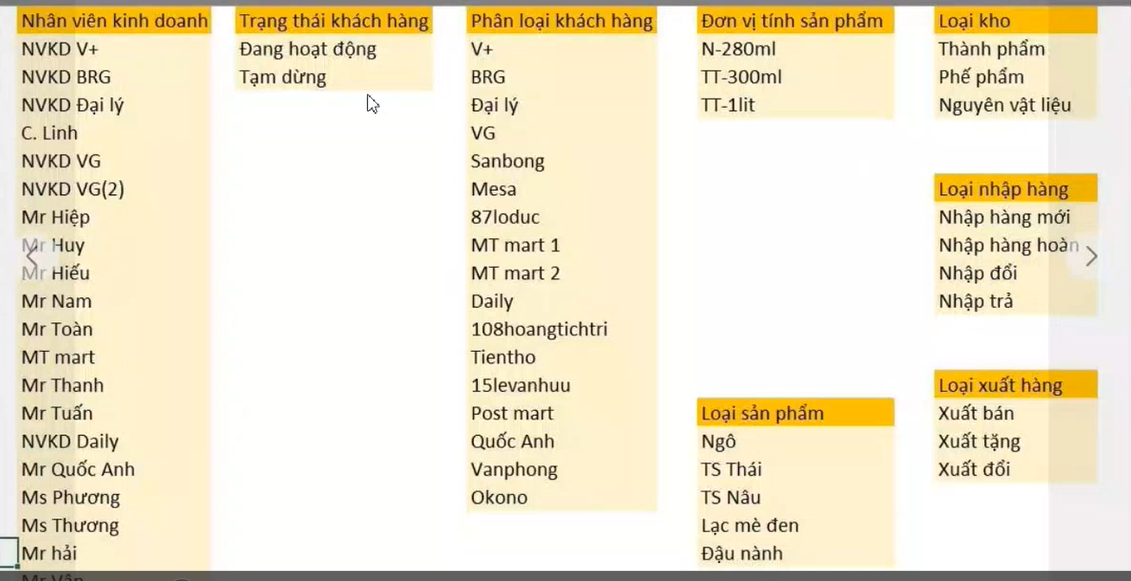 Nhân viên kinh doanh
NVKD V+
NVKD BRG
NVKD Đại lý
C. Linh
NVKD VG
NVKD VG(2)
Mr Hiệp
Mr Huy
Mr Hiếu
Mr Nam
Mr Toàn
MT mart
Mr Thanh
Mr Tuấn
NVKD Daily
Mr Quốc Anh
Ms Phương
Ms Thương
Mr hải
Mr Vân
Trạng thái khách hàng
Đang hoạt động
Tạm dừng
Phân loại khách hàng
V+
BRG
Đại lý
VG
Sanbong
Mesa
87loduc
MT mart 1
MT mart 2
Daily
108hoangtichtri
Tientho
15levanhuu
Post mart
Quốc Anh
Vanphong
Okono
Đơn vị tính sản phẩm
N-280ml
TT-300ml
TT-1lit
Loại sản phẩm
Ngô
TS Thái
TS Nâu
Lạc mè đen
Đậu nành
Loại kho
Thành phẩm
Phế phẩm
Nguyên vật liệu
Loại nhập hàng
Nhập hàng mới
Nhập hàng hoàn
Nhập đổi
Nhập trả
Loại xuất hàng
Xuất bán
Xuất tặng
Xuất đổi